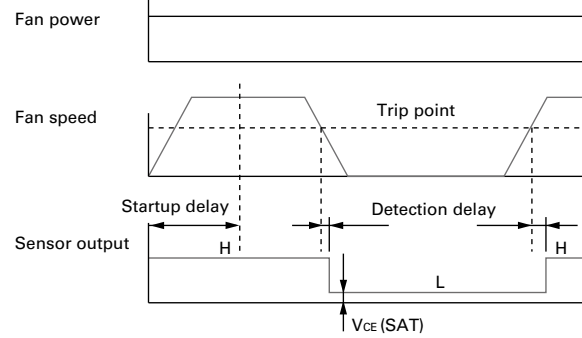 Fan power
Fan speed
Trip point
Startup delay
Detection delay
Sensor output
H
H
L
VCE (SAT)